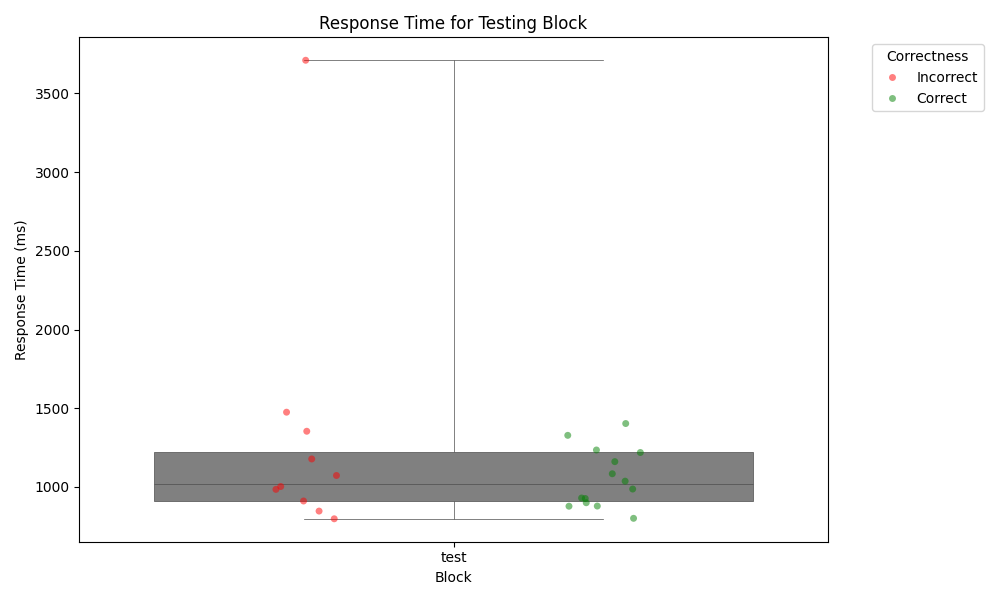 Response Time for Testing Block
Correctness
Incorrect
Correct
3500
3000
2500
2000
1500
1000
Response Time (ms)
test
Block